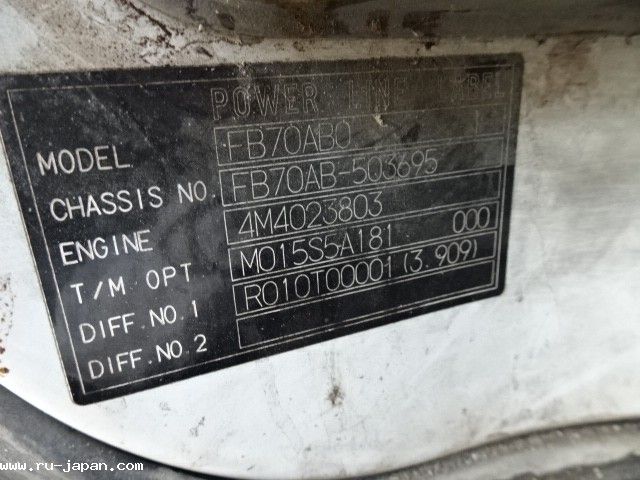 POWER LINE LABEL
MODEL FB70AB0 1
CHASSIS NO. FB70AB-503695
ENGINE 4M4023803
T/M OPT M015S5A181 000
DIFF.NO.1 R010T00001(3.909)
DIFF.NO.2
www.ru-japan.com